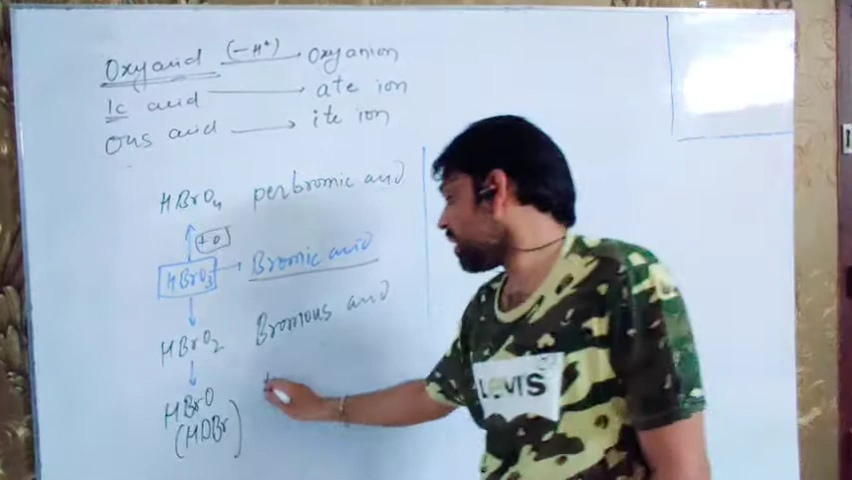 Oxyacid (-H⁺) oxyanion
Ic acid ate ion
Ous acid ite ion
HBrO₄ perbromic acid
+O
HBrO₃ Bromic acid
HBrO₂ Bromous acid
HBrO
(HOBr)
LEVI'S